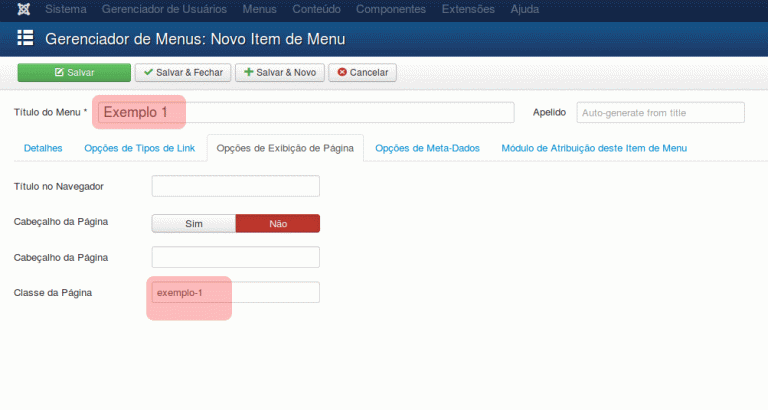 Sistema Gerenciador de Usuários Menus Conteúdo Componentes Extensões Ajuda
Gerenciador de Menus: Novo Item de Menu
Salvar Salvar & Fechar Salvar & Novo Cancelar
Título do Menu * Exemplo 1 Apelido Auto-generate from title
Detalhes Opções de Tipos de Link Opções de Exibição de Página Opções de Meta-Dados Módulo de Atribuição deste Item de Menu
Título no Navegador
Cabeçalho da Página Sim Não
Cabeçalho da Página
Classe da Página exemplo-1